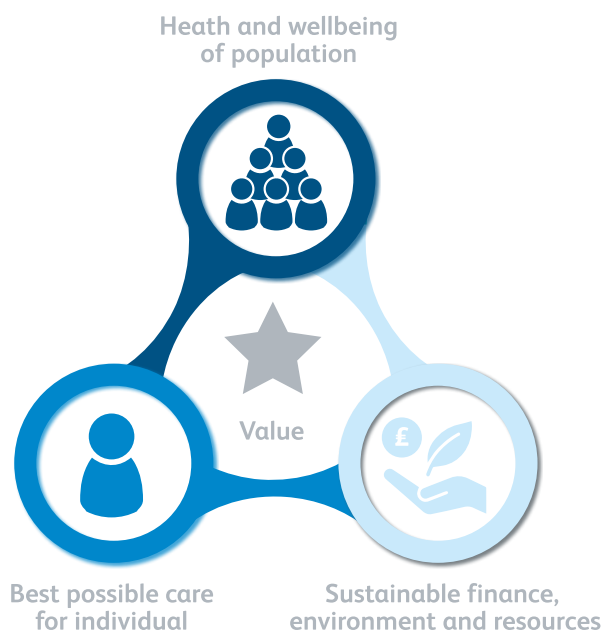 Heath and wellbeing
of population
£
Value
Best possible care
for individual
Sustainable finance,
environment and resources